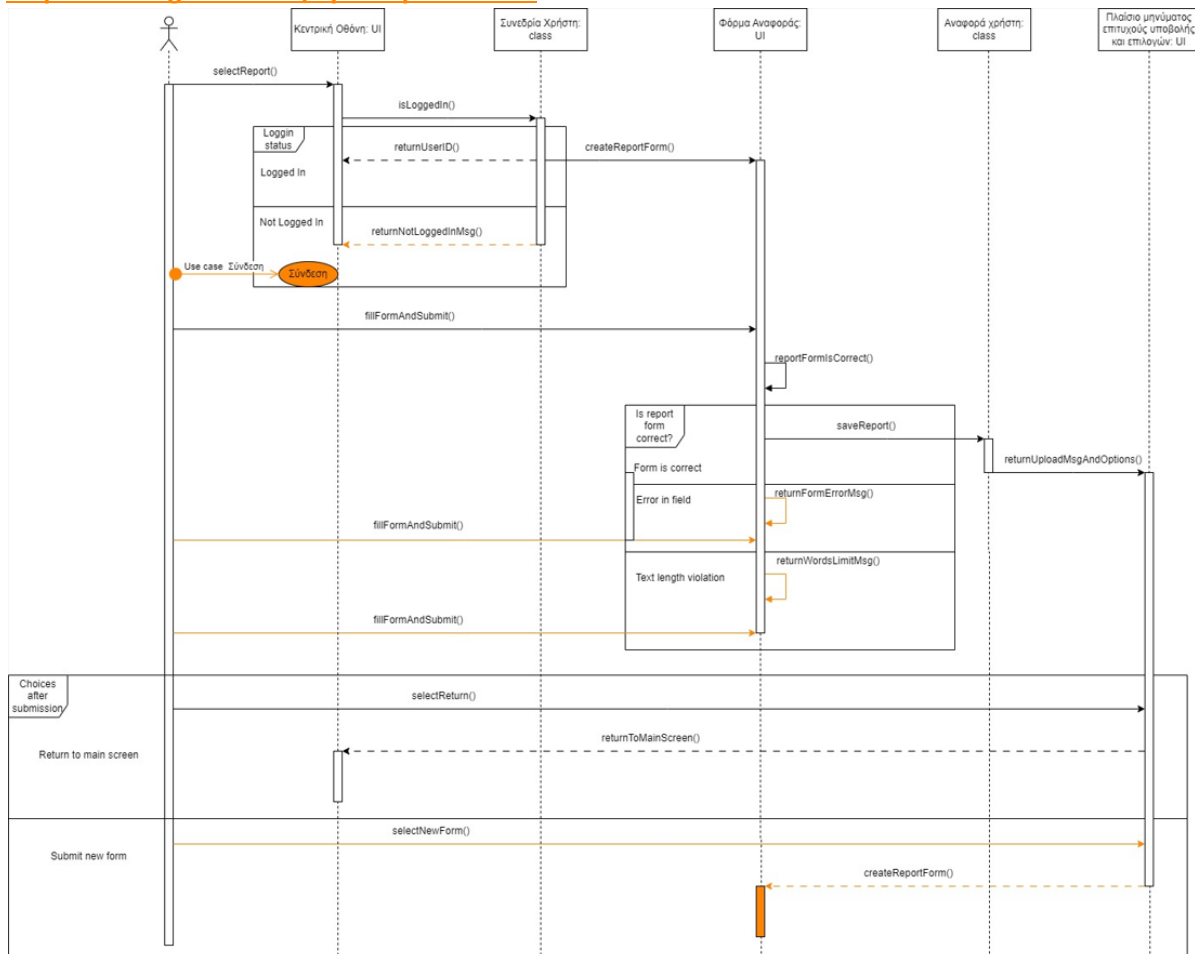 Κεντρική Οθόνη: UI
Συνεδρία Χρήστη:
class
Φόρμα Αναφοράς:
UI
Αναφορά χρήστη:
class
Πλαίσιο μηνύματος
επιτυχούς υποβολής
και επιλογών: UI
selectReport()
isLoggedIn()
Loggin
status
returnUserID()
createReportForm()
Logged In
Not Logged In
returnNotLoggedInMsg()
Use case Σύνδεση
Σύνδεση
fillFormAndSubmit()
reportFormIsCorrect()
Is report
form
correct?
saveReport()
returnUploadMsgAndOptions()
Form is correct
Error in field
returnFormErrorMsg()
fillFormAndSubmit()
returnWordsLimitMsg()
Text length violation
fillFormAndSubmit()
Choices
after
submission
selectReturn()
returnToMainScreen()
Return to main screen
selectNewForm()
Submit new form
createReportForm()